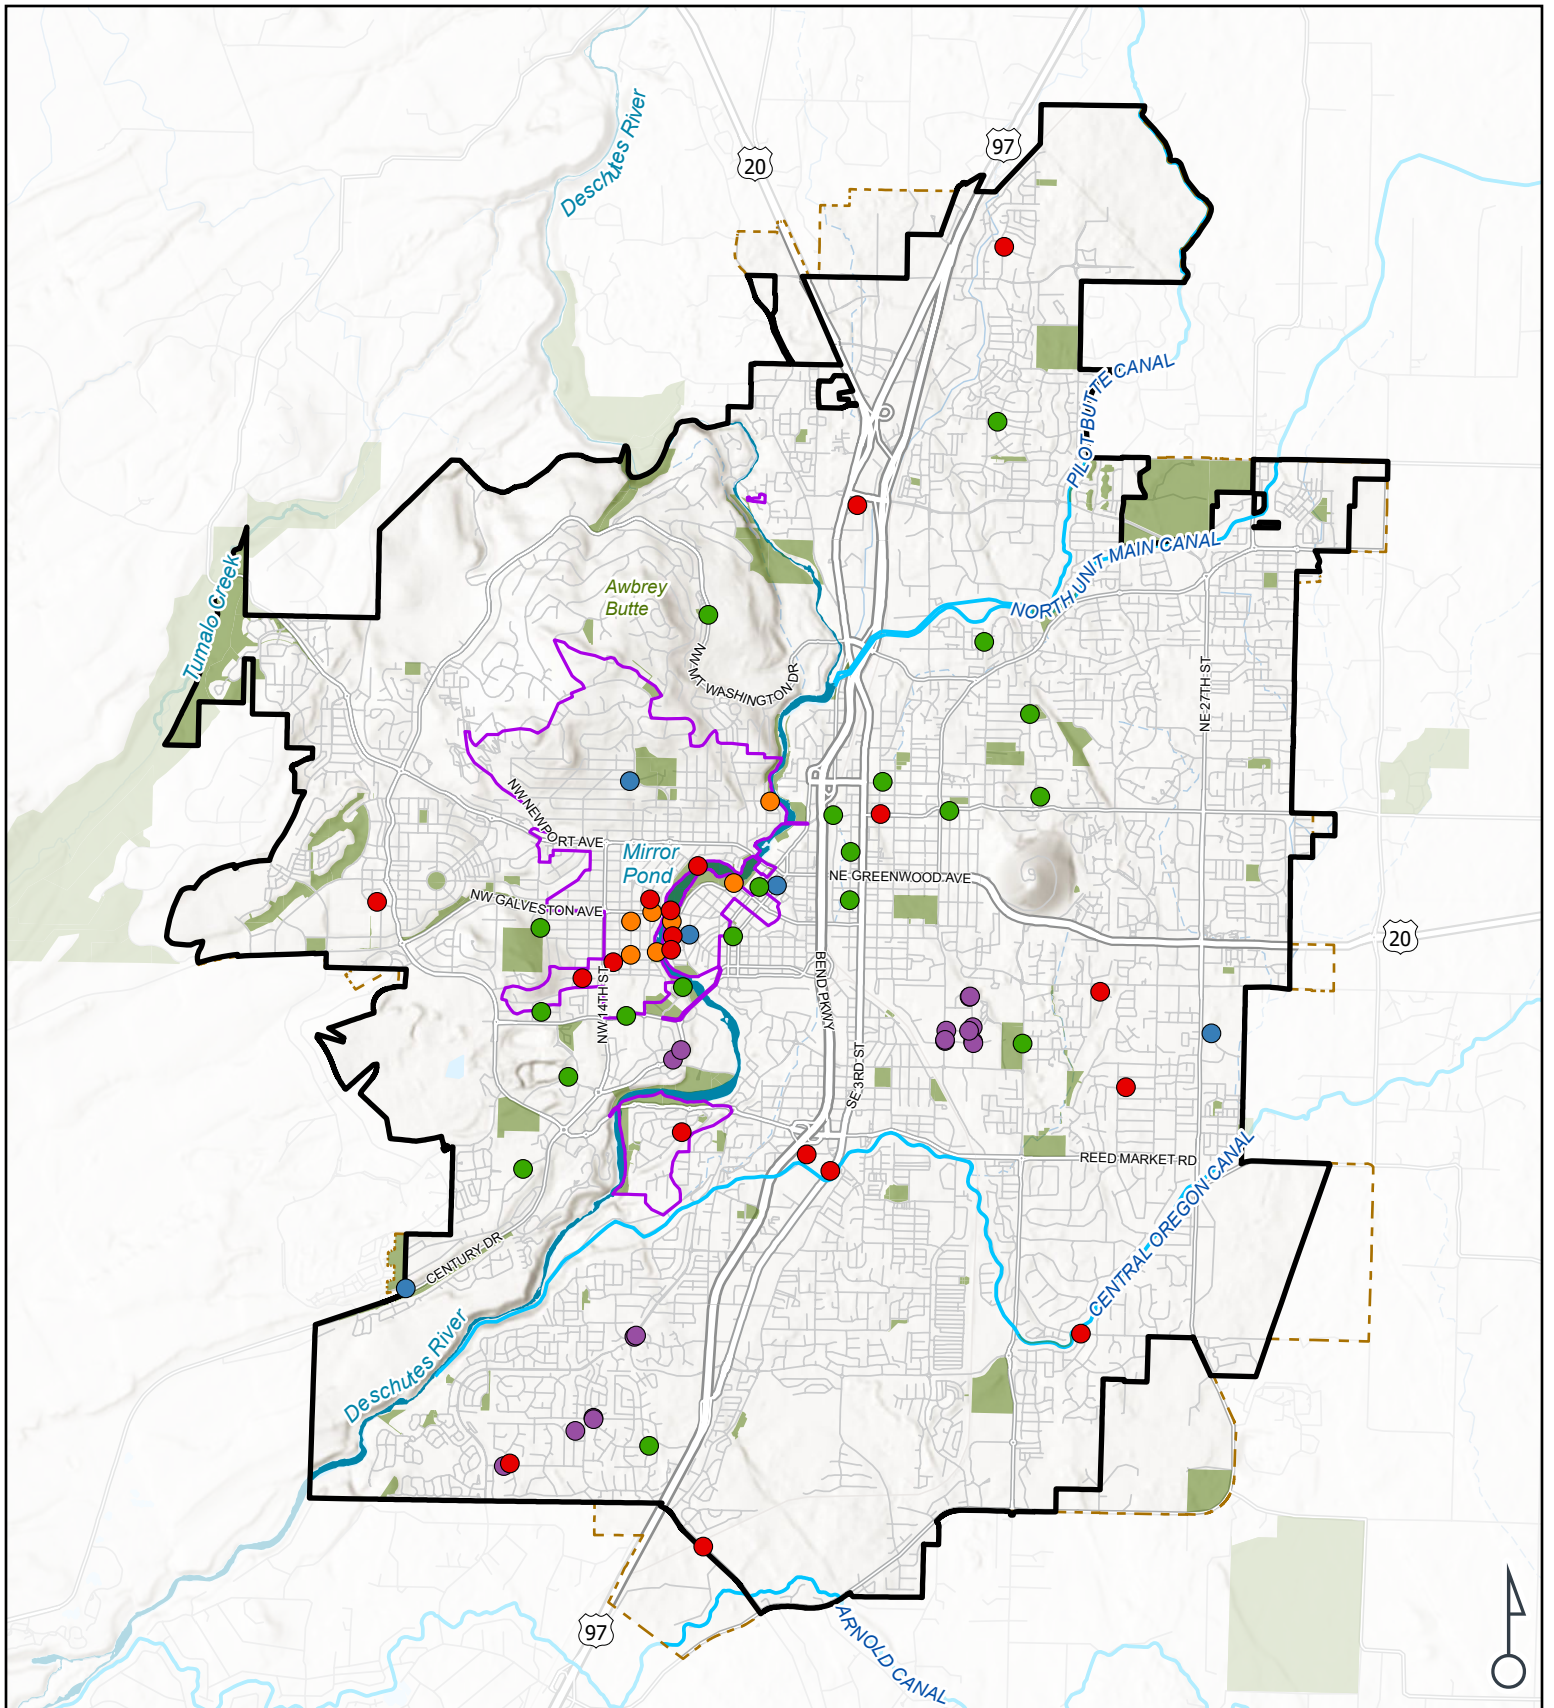 Deschutes River
20
97
PILOT BUTTE CANAL
NORTH UNIT MAIN CANAL
Tumalo Creek
Awbrey
Butte
NW MT WASHINGTON DR
NE 27TH ST
NW NEWPORT AVE
Mirror
Pond
NE GREENWOOD AVE
NW GALVESTON AVE
20
BEND PKWY
NW 14TH ST
SE 3RD ST
REED MARKET RD
CENTRAL OREGON CANAL
CENTURY DR
Deschutes River
97
ARNOLD CANAL